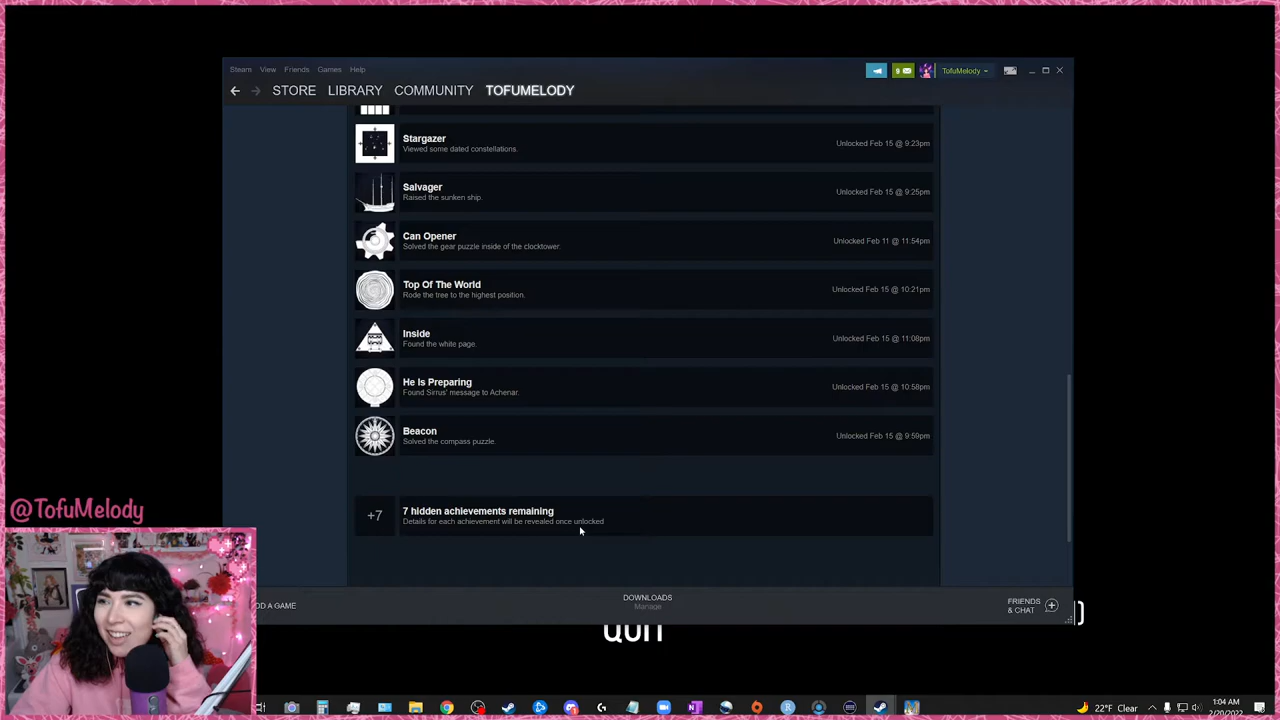 Steam View Friends Games Help
9 TofuMelody
STORE LIBRARY COMMUNITY TOFUMELODY
Stargazer
Viewed some dated constellations.
Unlocked Feb 15 @ 9:23pm
Salvager
Raised the sunken ship.
Unlocked Feb 15 @ 9:25pm
Can Opener
Solved the gear puzzle inside of the clocktower.
Unlocked Feb 11 @ 11:54pm
Top Of The World
Rode the tree to the highest position.
Unlocked Feb 15 @ 10:21pm
Inside
Found the white page.
Unlocked Feb 15 @ 11:08pm
He Is Preparing
Found Sirrus' message to Achenar.
Unlocked Feb 15 @ 10:58pm
Beacon
Solved the compass puzzle.
Unlocked Feb 15 @ 9:59pm
+7
7 hidden achievements remaining
Details for each achievement will be revealed once unlocked
@TofuMelody
DD A GAME
DOWNLOADS
Manage
FRIENDS
& CHAT
22°F Clear
1:04 AM
2/20/2022